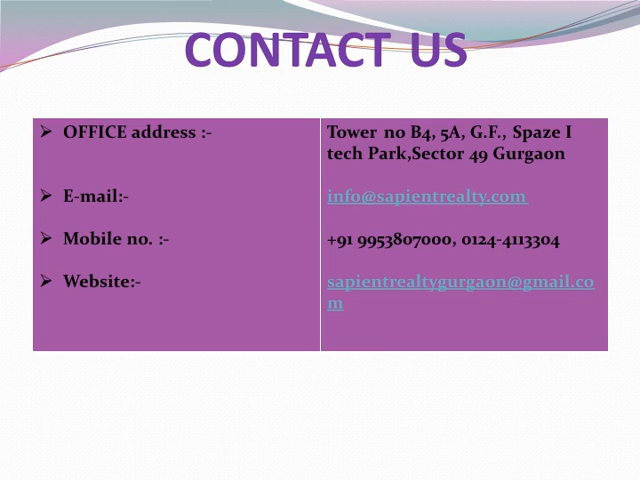 CONTACT US
➢ OFFICE address :-
Tower no B4, 5A, G.F., Spaze I
tech Park,Sector 49 Gurgaon
➢ E-mail:-
info@sapientrealty.com
➢ Mobile no. :-
+91 9953807000, 0124-4113304
➢ Website:-
sapientrealtygurgaon@gmail.co
m